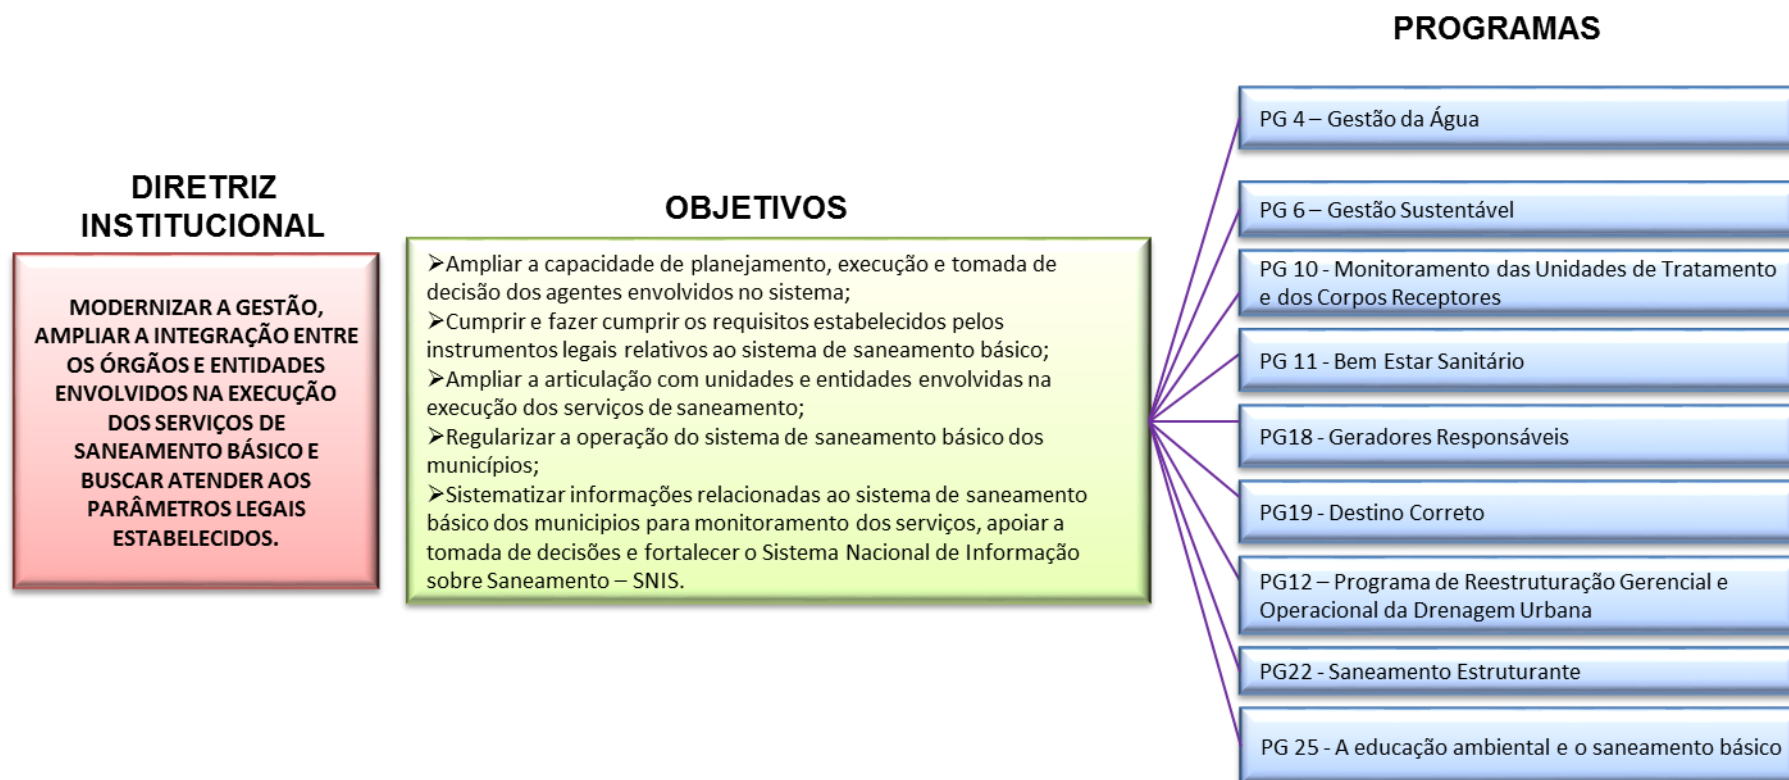 DIRETRIZ
INSTITUCIONAL
MODERNIZAR A GESTÃO,
AMPLIAR A INTEGRAÇÃO ENTRE
OS ÓRGÃOS E ENTIDADES
ENVOLVIDOS NA EXECUÇÃO
DOS SERVIÇOS DE
SANEAMENTO BÁSICO E
BUSCAR ATENDER AOS
PARÂMETROS LEGAIS
ESTABELECIDOS.
OBJETIVOS
➢Ampliar a capacidade de planejamento, execução e tomada de
decisão dos agentes envolvidos no sistema;
➢Cumprir e fazer cumprir os requisitos estabelecidos pelos
instrumentos legais relativos ao sistema de saneamento básico;
➢Ampliar a articulação com unidades e entidades envolvidas na
execução dos serviços de saneamento;
➢Regularizar a operação do sistema de saneamento básico dos
municípios;
➢Sistematizar informações relacionadas ao sistema de saneamento
básico dos municipios para monitoramento dos serviços, apoiar a
tomada de decisões e fortalecer o Sistema Nacional de Informação
sobre Saneamento – SNIS.
PROGRAMAS
PG 4 – Gestão da Água
PG 6 – Gestão Sustentável
PG 10 - Monitoramento das Unidades de Tratamento
e dos Corpos Receptores
PG 11 - Bem Estar Sanitário
PG18 - Geradores Responsáveis
PG19 - Destino Correto
PG12 – Programa de Reestruturação Gerencial e
Operacional da Drenagem Urbana
PG22 - Saneamento Estruturante
PG 25 - A educação ambiental e o saneamento básico